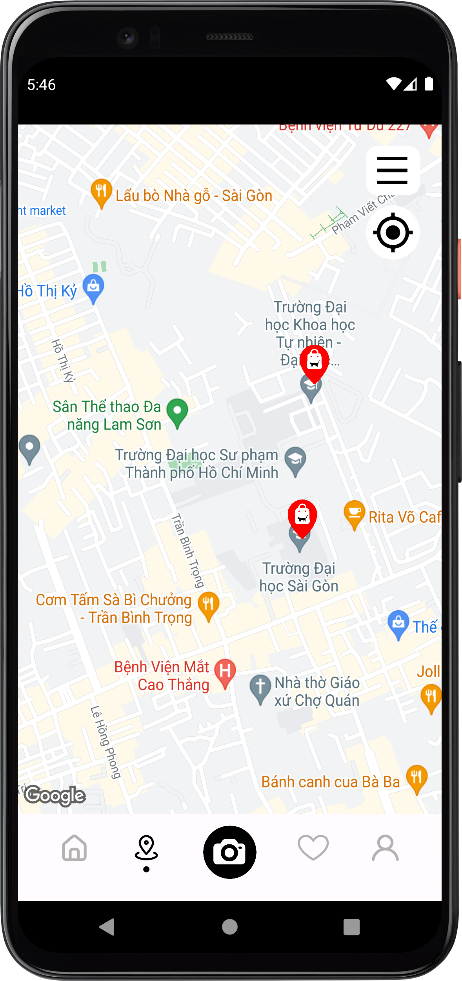 5:46
Bệnh viện Từ Dũ 227
Lẩu bò Nhà gỗ - Sài Gòn
nt market
Hồ Thị Kỷ
Hồ Thị Kỷ
Trường Đại
học Khoa học
Tự nhiên -
Sân Thể thao Đa
năng Lam Sơn
Trường Đại học Sư phạm
Thành phố Hồ Chí Minh
Trần Bình Trọng
Rita Võ Caf
Trường Đại
học Sài Gòn
Cơm Tấm Sà Bì Chưởng
- Trần Bình Trọng
Thế
Bệnh Viện Mắt
Cao Thắng
Nhà thờ Giáo
xứ Chợ Quán
Joll
Lê Hồng Phong
Bánh canh cua Bà Ba
Google